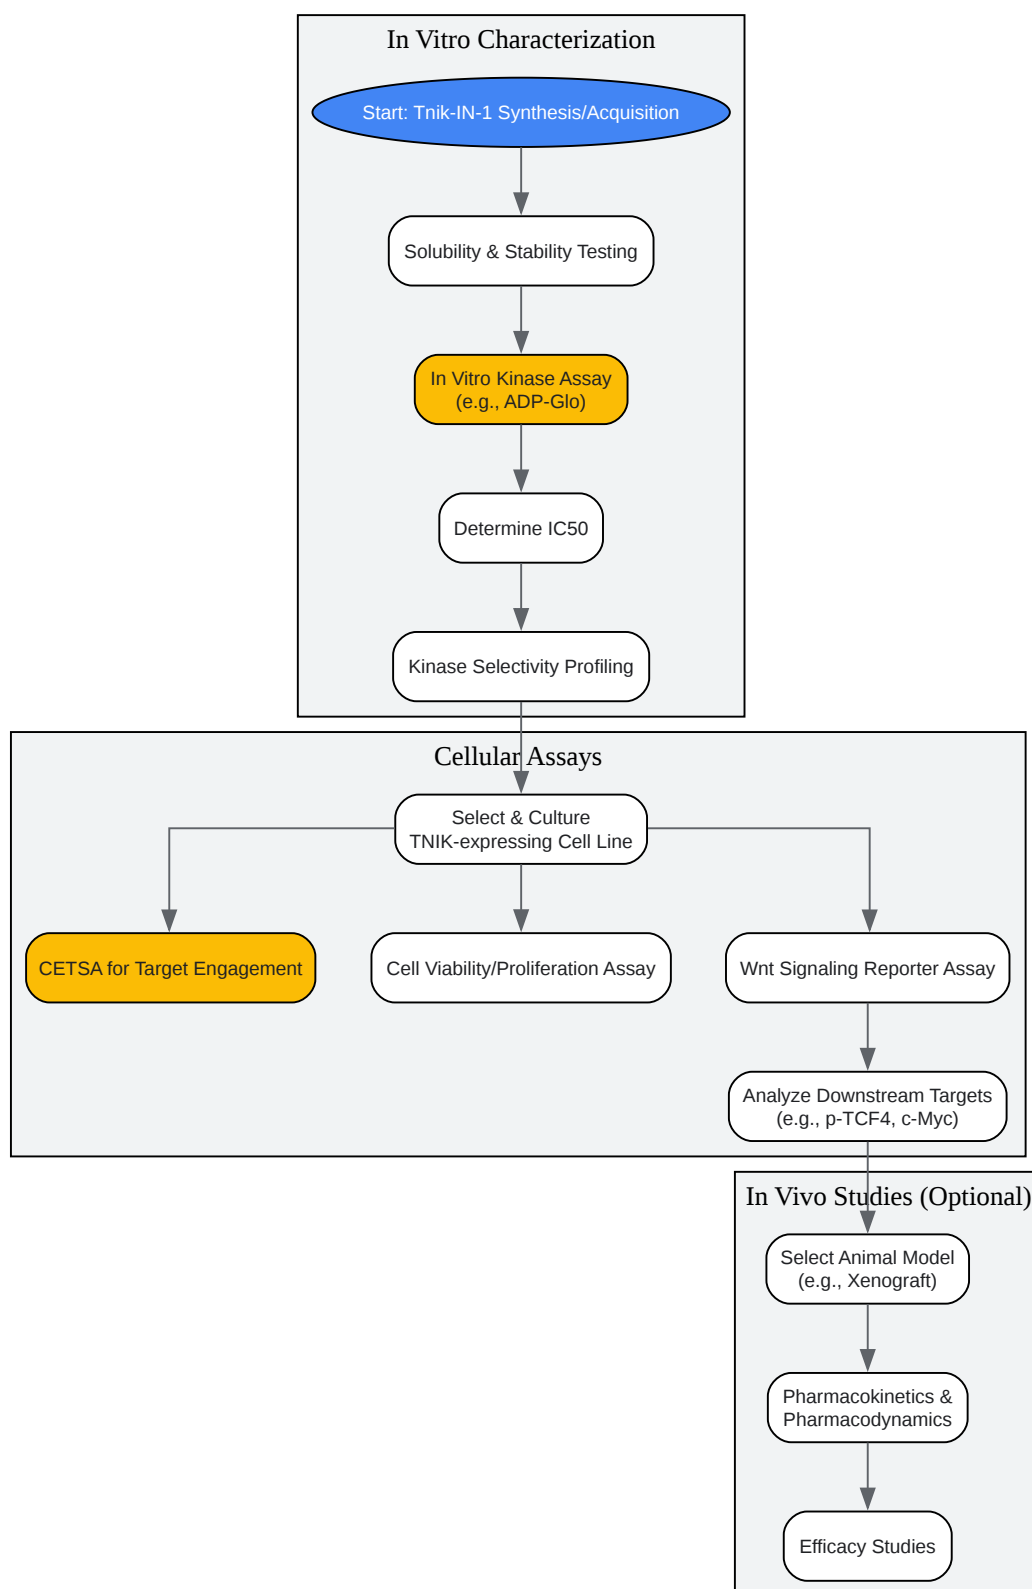 In Vitro Characterization
Start: Tnik-IN-1 Synthesis/Acquisition
Solubility & Stability Testing
In Vitro Kinase Assay
(e.g., ADP-Glo)
Determine IC50
Kinase Selectivity Profiling
Cellular Assays
Select & Culture
TNIK-expressing Cell Line
CETSA for Target Engagement
Cell Viability/Proliferation Assay
Wnt Signaling Reporter Assay
Analyze Downstream Targets
(e.g., p-TCF4, c-Myc)
In Vivo Studies (Optional)
Select Animal Model
(e.g., Xenograft)
Pharmacokinetics &
Pharmacodynamics
Efficacy Studies